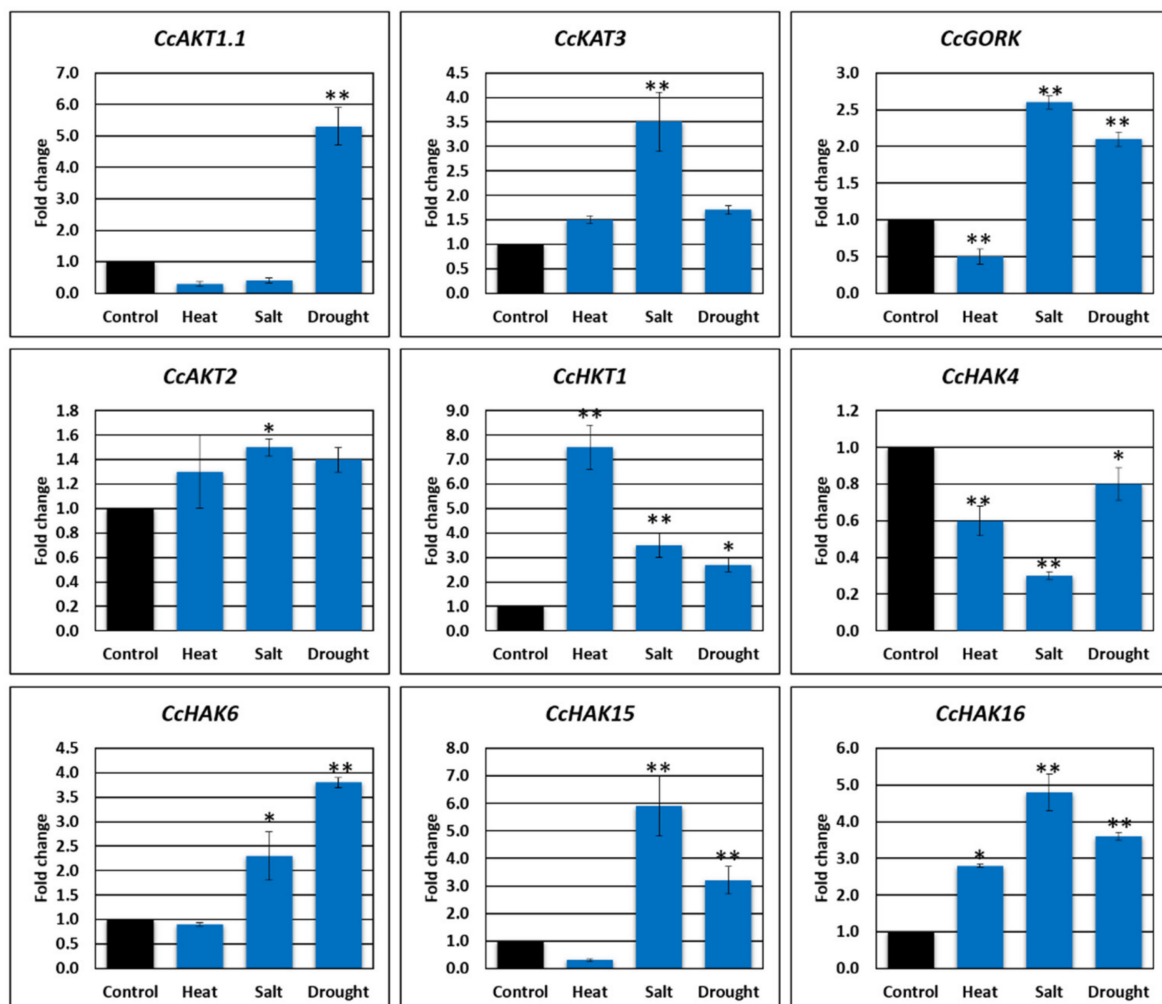 CcAKT1.1
Fold change
7.0
6.0
5.0
4.0
3.0
2.0
1.0
0.0
**
Control Heat Salt Drought
CcKAT3
Fold change
4.5
4.0
3.5
3.0
2.5
2.0
1.5
1.0
0.5
0.0
**
Control Heat Salt Drought
CcGORK
Fold change
3.0
2.5
2.0
1.5
1.0
0.5
0.0
** ** **
Control Heat Salt Drought
CcAKT2
Fold change
1.8
1.6
1.4
1.2
1.0
0.8
0.6
0.4
0.2
0.0
*
Control Heat Salt Drought
CcHKT1
Fold change
9.0
8.0
7.0
6.0
5.0
4.0
3.0
2.0
1.0
0.0
** ** *
Control Heat Salt Drought
CcHAK4
Fold change
1.2
1.0
0.8
0.6
0.4
0.2
0.0
** ** *
Control Heat Salt Drought
CcHAK6
Fold change
4.5
4.0
3.5
3.0
2.5
2.0
1.5
1.0
0.5
0.0
* **
Control Heat Salt Drought
CcHAK15
Fold change
8.0
7.0
6.0
5.0
4.0
3.0
2.0
1.0
0.0
** **
Control Heat Salt Drought
CcHAK16
Fold change
6.0
5.0
4.0
3.0
2.0
1.0
0.0
* ** **
Control Heat Salt Drought